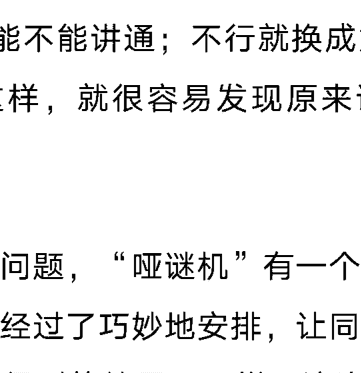 能不能讲通；不行就换成
样，就很容易发现原来
问题，“哑谜机”有一个
经过了巧妙地安排，让同